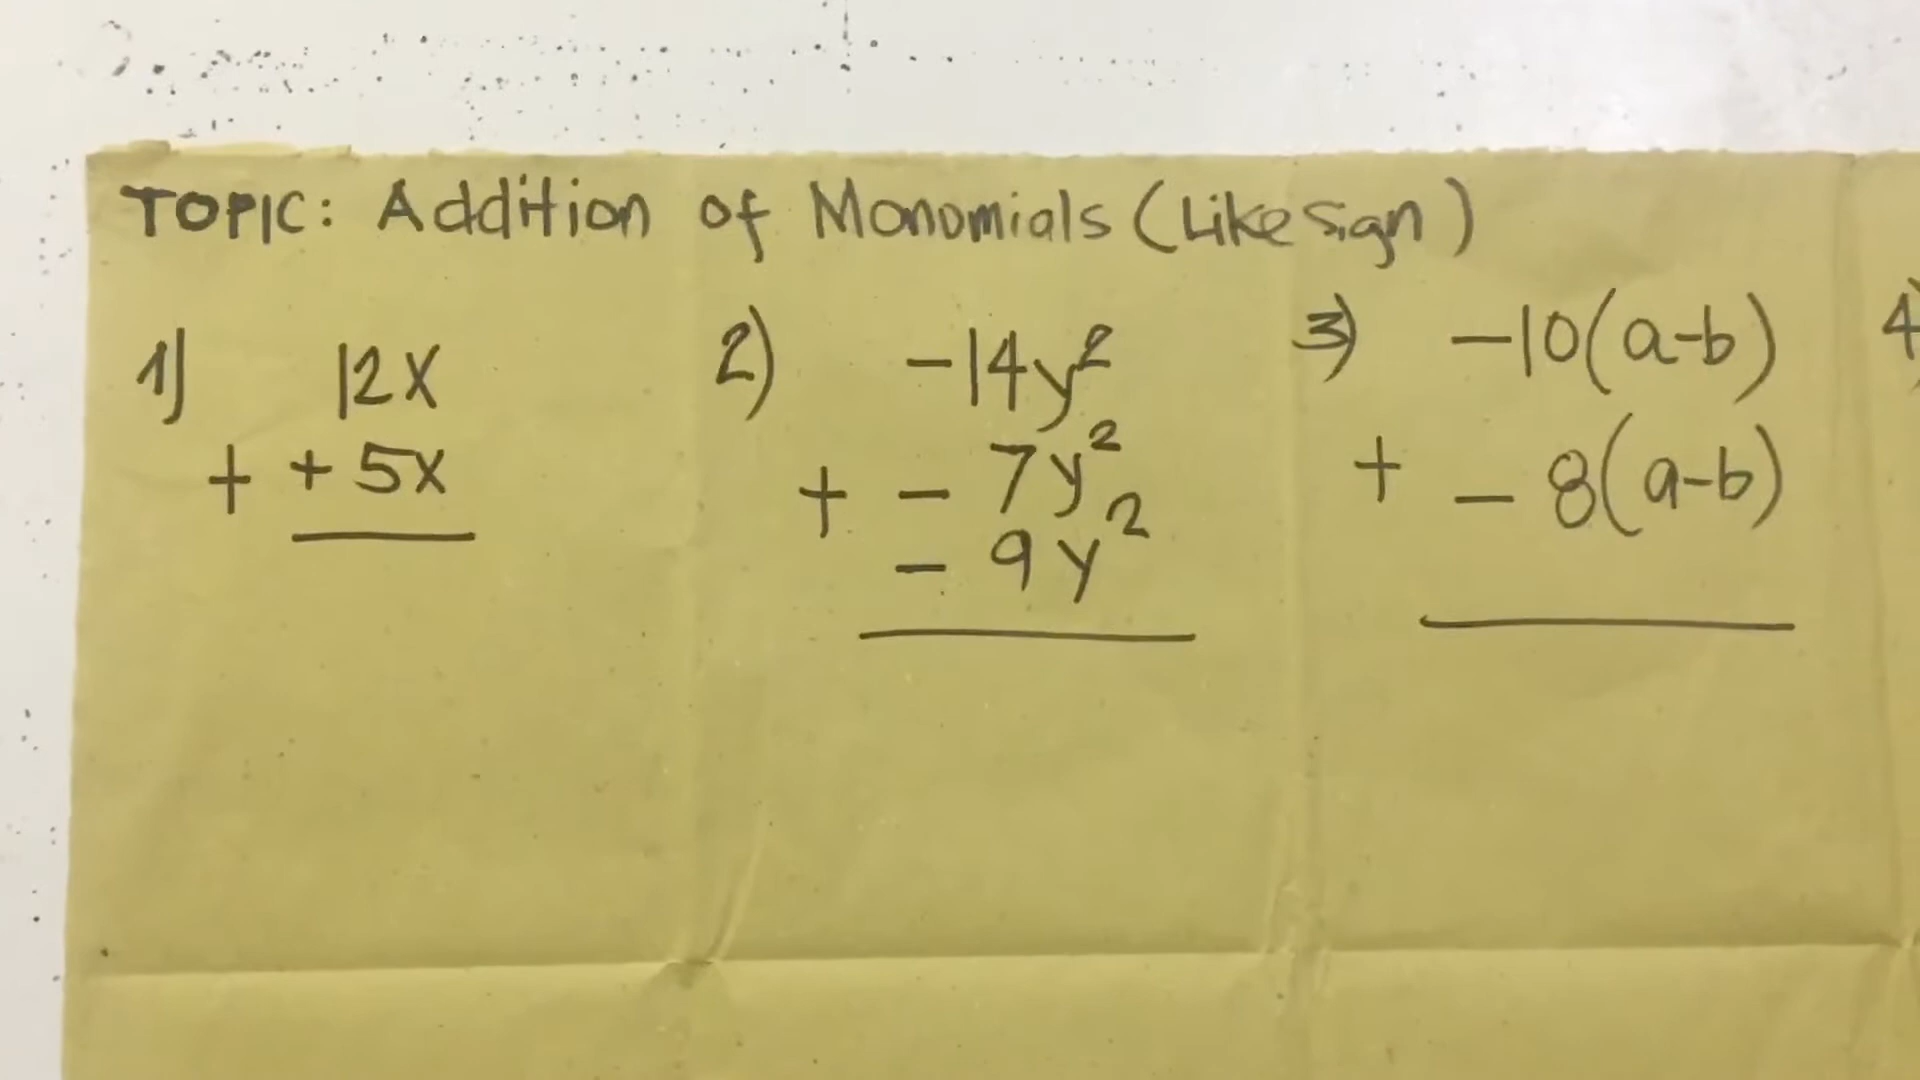 TOPIC: Addition of Monomials (Like sign)
1) 12x
+ + 5x
2) -14y²
+ - 7y²
- 9y²
3) -10(a-b)
+ - 8(a-b)
4)